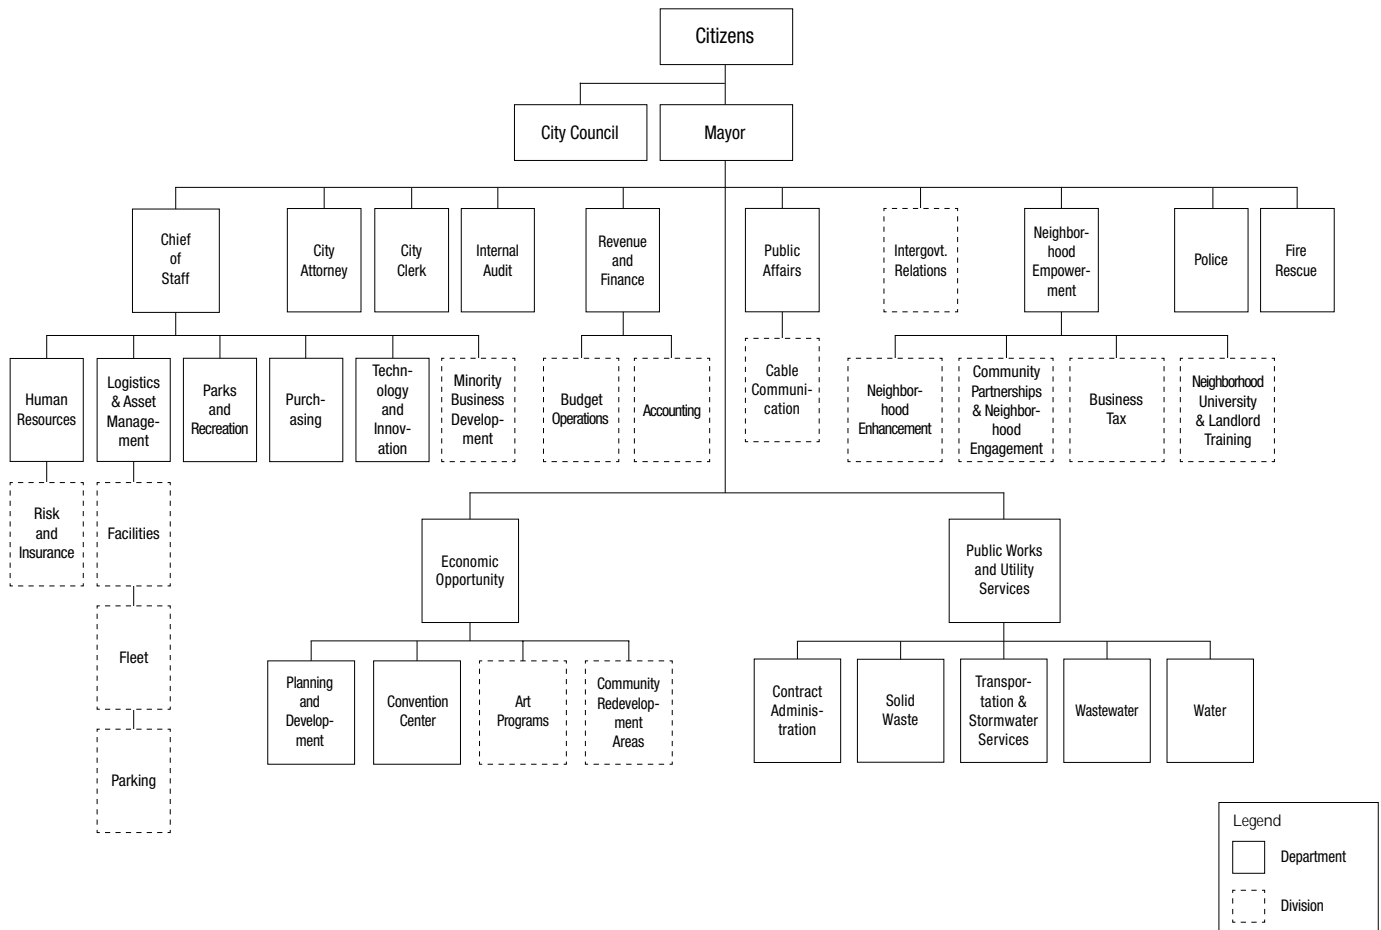 Citizens
City Council
Mayor
Chief
of
Staff
City
Attorney
City
Clerk
Internal
Audit
Revenue
and
Finance
Public
Affairs
Intergovt.
Relations
Neighbor-
hood
Empower-
ment
Police
Fire
Rescue
Human
Resources
Logistics
& Asset
Manage-
ment
Parks
and
Recreation
Purch-
asing
Techn-
ology and
Innov-
ation
Minority
Business
Develop-
ment
Budget
Operations
Accounting
Cable
Communi-
cation
Neighbor-
hood
Enhancement
Community
Partnerships
& Neighbor-
hood
Engagement
Business
Tax
Neighborhood
University
& Landlord
Training
Risk
and
Insurance
Facilities
Fleet
Parking
Economic
Opportunity
Public Works
and Utility
Services
Planning
and
Develop-
ment
Convention
Center
Art
Programs
Community
Redevelop-
ment
Areas
Contract
Adminis-
tration
Solid
Waste
Transpor-
tation &
Stormwater
Services
Wastewater
Water
Legend
Department
Division